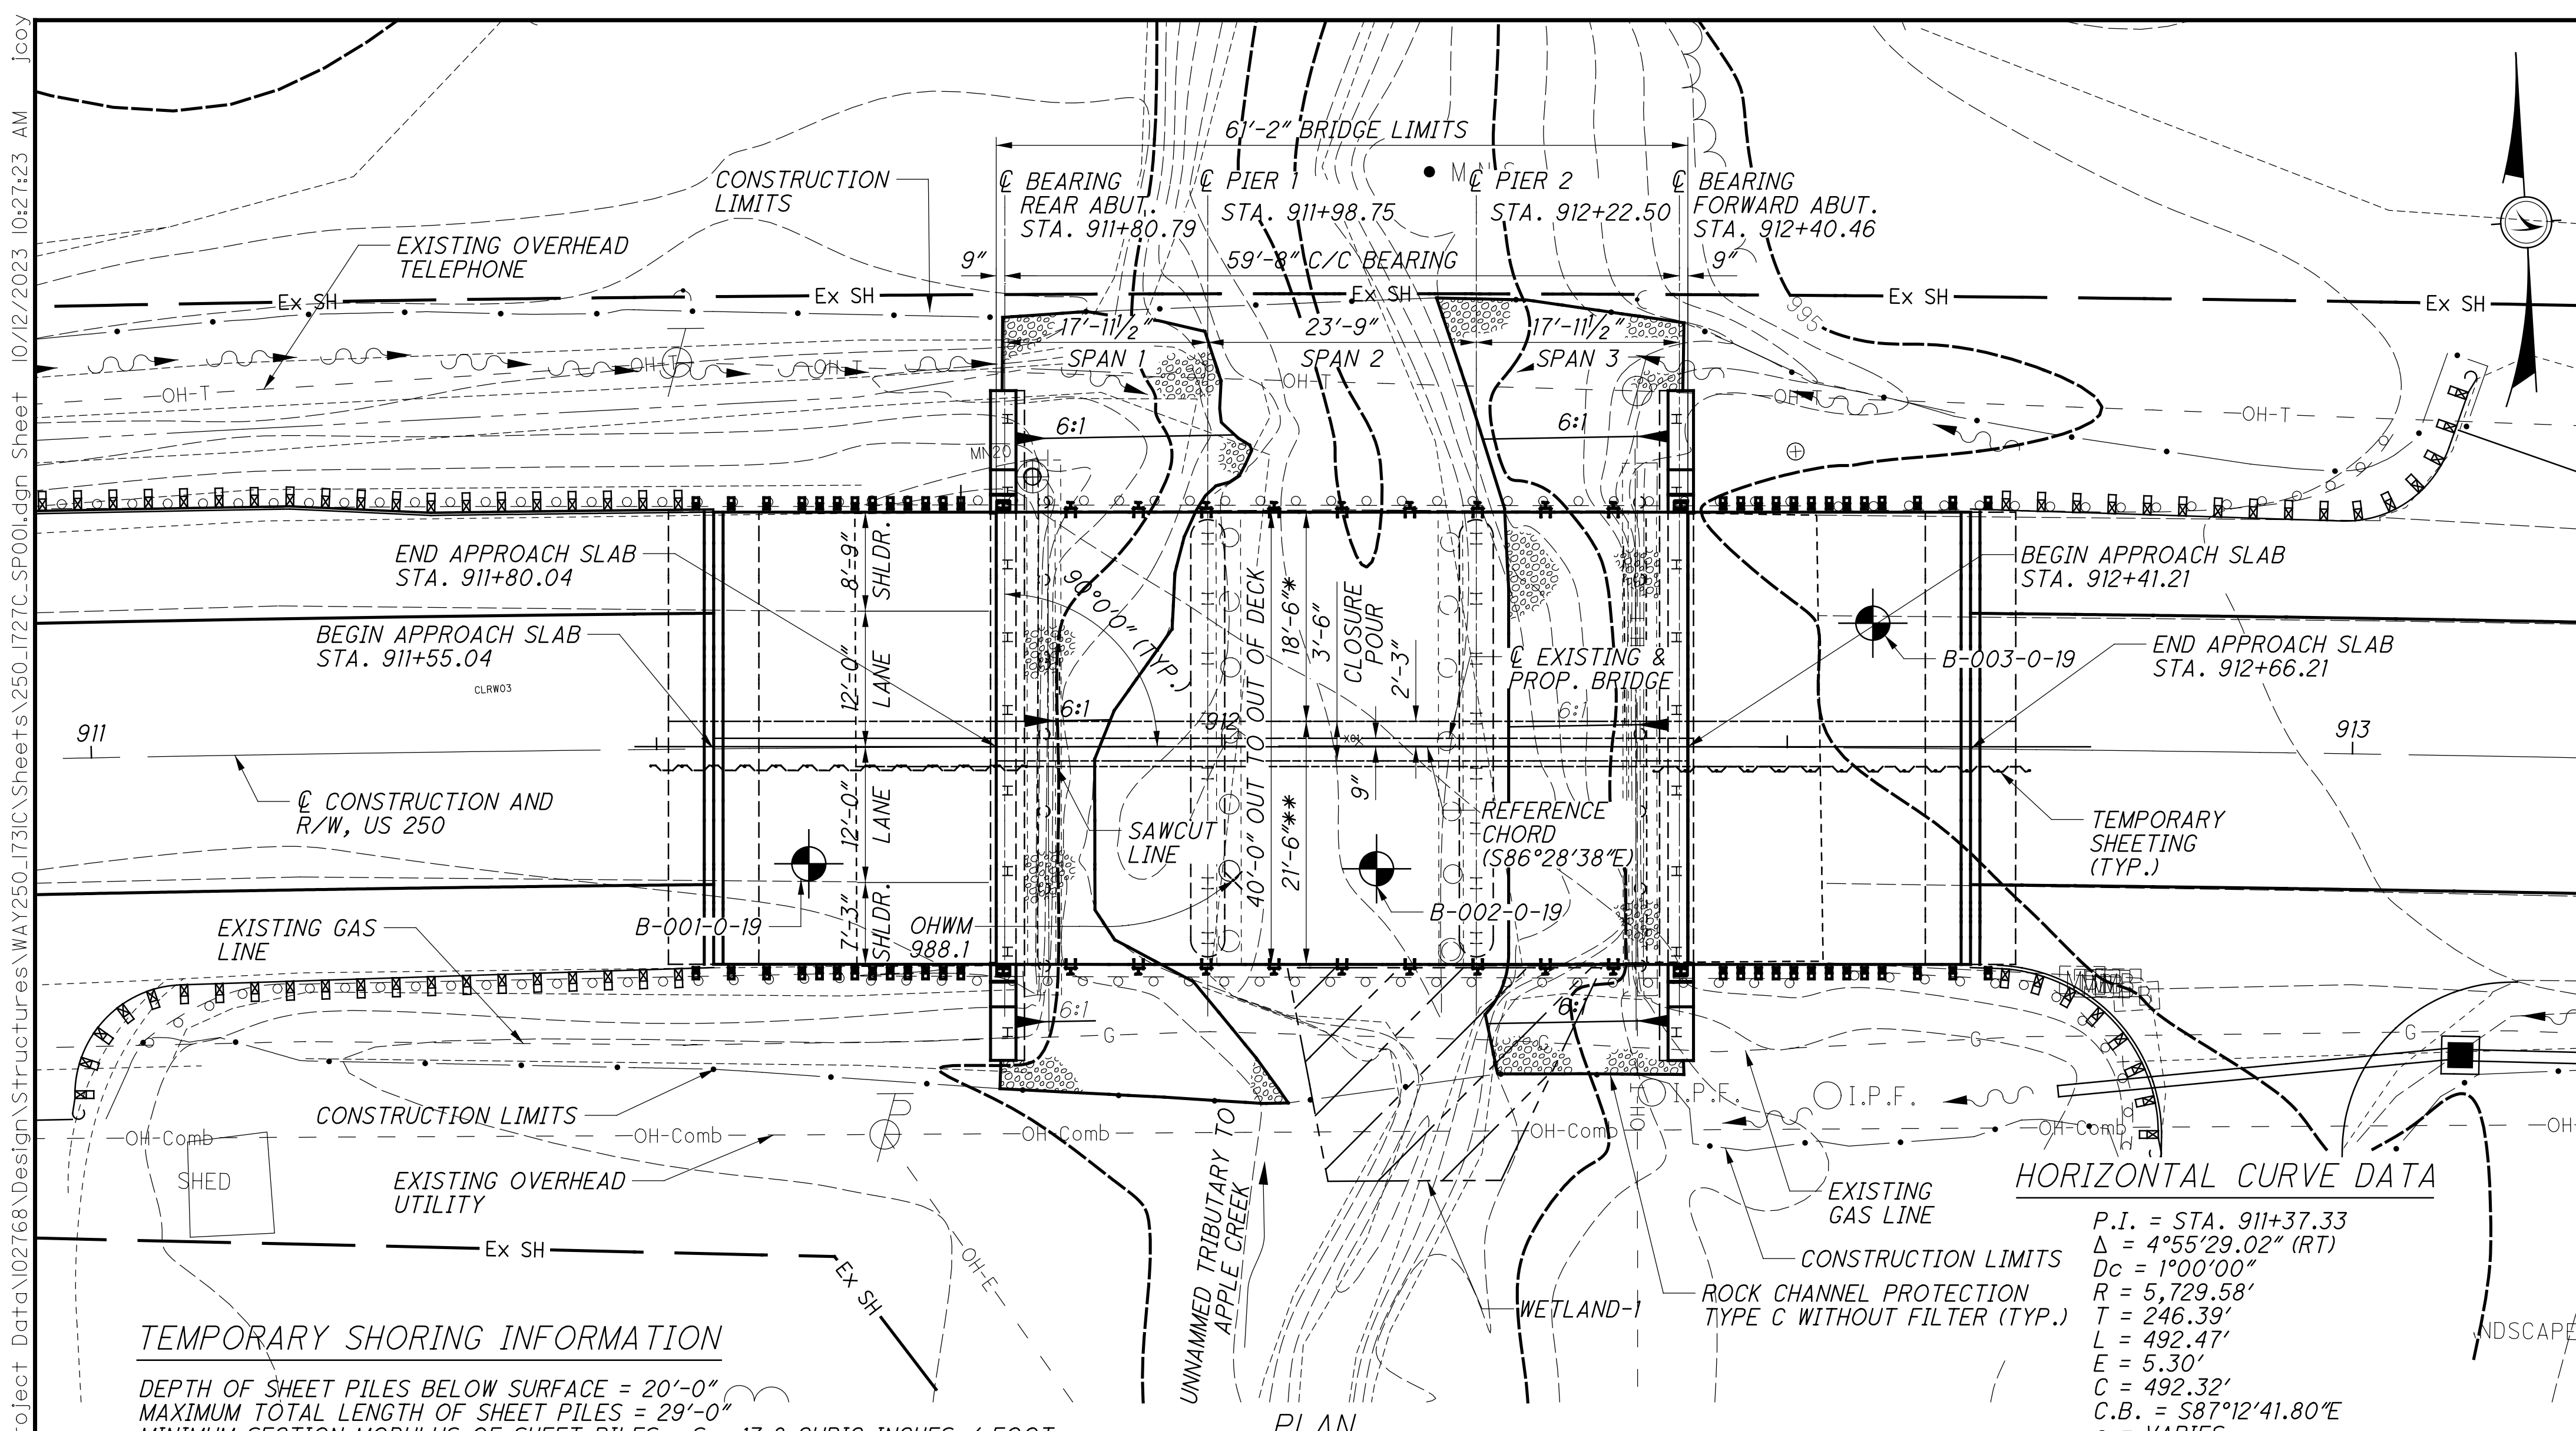 oject Data\102768\Design\Structures\WAY250_1731C\Sheets\250_1727C_SP001.dgn Sheet 10/12/2023 10:27:23 AM jcoy
61'-2" BRIDGE LIMITS
CONSTRUCTION
LIMITS
℄ BEARING
REAR ABUT.
STA. 911+80.79
℄ PIER 1
STA. 911+98.75
℄ PIER 2
STA. 912+22.50
℄ BEARING
FORWARD ABUT.
STA. 912+40.46
EXISTING OVERHEAD
TELEPHONE
9"
59'-8" C/C BEARING
9"
Ex SH
Ex SH
Ex SH
Ex SH
Ex SH
995
17'-11 1/2"
SPAN 1
23'-9"
SPAN 2
17'-11 1/2"
SPAN 3
OH-T
OH-T
OH-T
OH-T
OH-T
OH-T
6:1
6:1
MN20
END APPROACH SLAB
STA. 911+80.04
BEGIN APPROACH SLAB
STA. 911+55.04
CLRW03
8'-9"
SHLDR.
12'-0"
LANE
12'-0"
LANE
7'-3"
SHLDR.
90°0'0" (TYP.)
40'-0" OUT TO OUT OF DECK
18'-6"*
21'-6"**
3'-6"
CLOSURE
POUR
2'-3"
9"
℄ EXISTING &
PROP. BRIDGE
BEGIN APPROACH SLAB
STA. 912+41.21
END APPROACH SLAB
STA. 912+66.21
B-003-0-19
6:1
6:1
911
912
913
℄ CONSTRUCTION AND
R/W, US 250
SAWCUT
LINE
REFERENCE
CHORD
(S86°28'38"E)
TEMPORARY
SHEETING
(TYP.)
B-001-0-19
B-002-0-19
OHWM
988.1
EXISTING GAS
LINE
6:1
6:1
G
G
G
G
CONSTRUCTION LIMITS
I.P.F.
I.P.F.
OH-Comb
OH-Comb
OH-Comb
OH-Comb
OH-Comb
SHED
EXISTING OVERHEAD
UTILITY
UNNAMMED TRIBUTARY TO
APPLE CREEK
EXISTING
GAS LINE
CONSTRUCTION LIMITS
WETLAND-1
ROCK CHANNEL PROTECTION
TYPE C WITHOUT FILTER (TYP.)
Ex SH
Ex SH
OH-E
HORIZONTAL CURVE DATA
P.I. = STA. 911+37.33
Δ = 4°55'29.02" (RT)
Dc = 1°00'00"
R = 5,729.58'
T = 246.39'
L = 492.47'
E = 5.30'
C = 492.32'
C.B. = S87°12'41.80"E
NDSCAPE
TEMPORARY SHORING INFORMATION
DEPTH OF SHEET PILES BELOW SURFACE = 20'-0"
MAXIMUM TOTAL LENGTH OF SHEET PILES = 29'-0"
PLAN